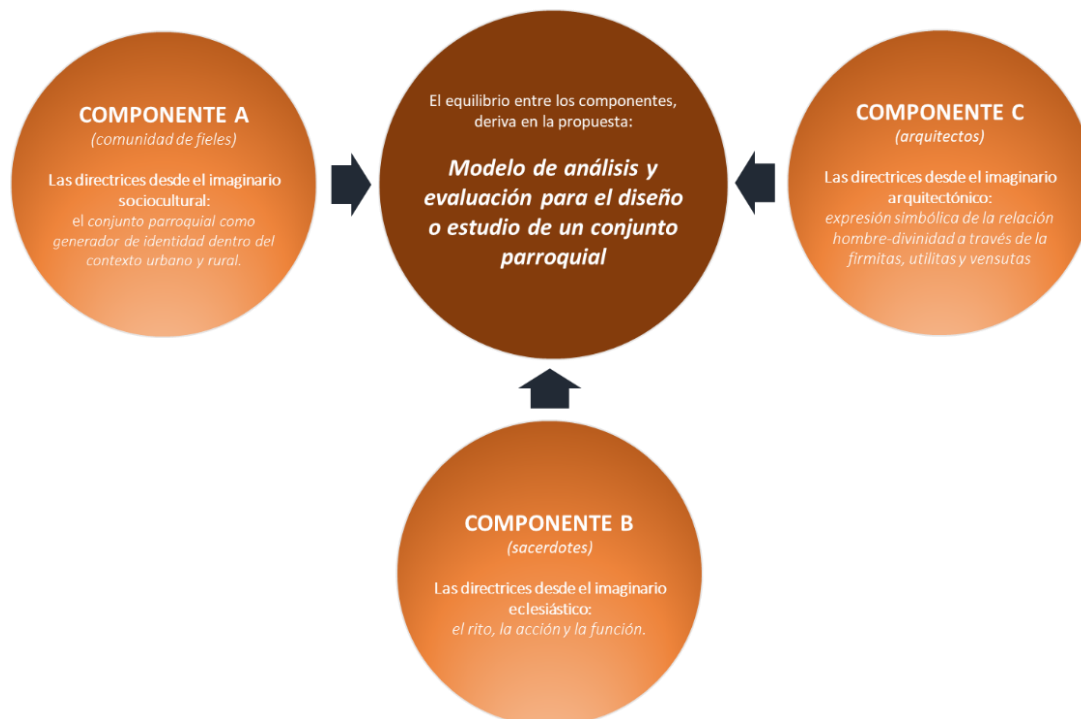 COMPONENTE A
(comunidad de fieles)
Las directrices desde el imaginario
sociocultural:
el conjunto parroquial como
generador de identidad dentro del
contexto urbano y rural.
El equilibrio entre los componentes,
deriva en la propuesta:
Modelo de análisis y
evaluación para el diseño
o estudio de un conjunto
parroquial
COMPONENTE C
(arquitectos)
Las directrices desde el imaginario
arquitectónico:
expresión simbólica de la relación
hombre-divinidad a través de la
firmitas, utilitas y vensutas
COMPONENTE B
(sacerdotes)
Las directrices desde el imaginario
eclesiástico:
el rito, la acción y la función.